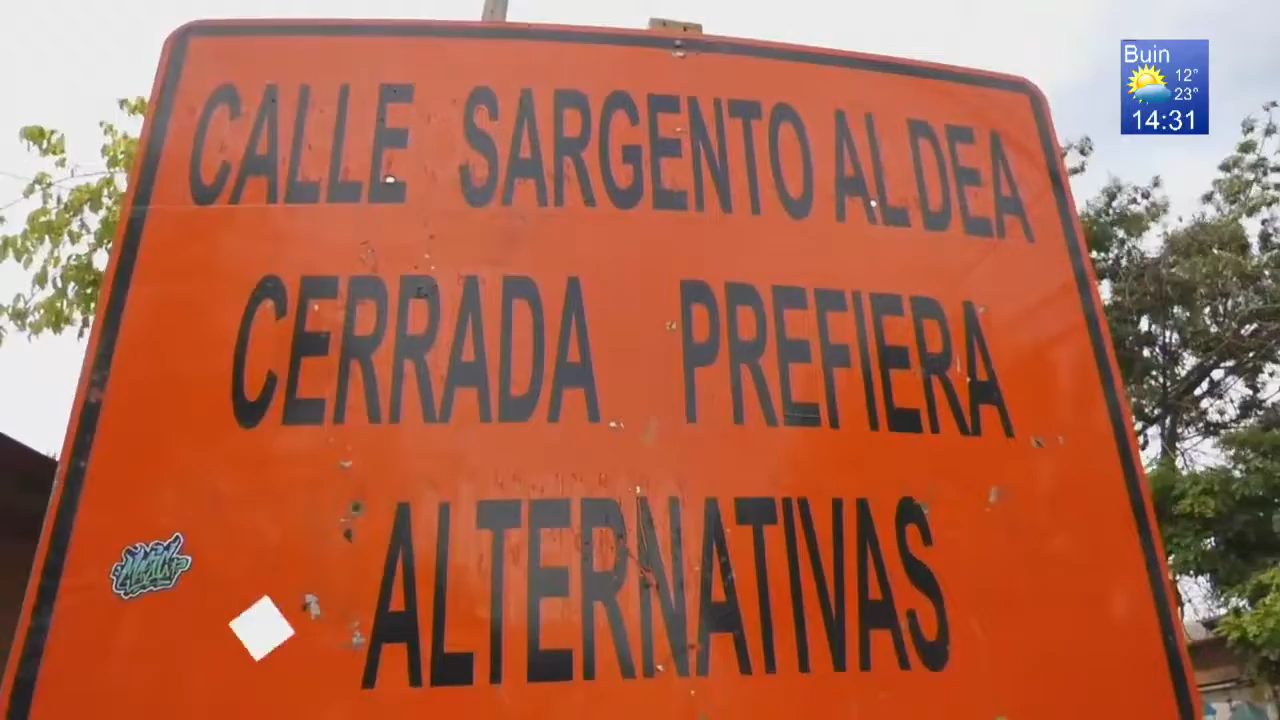 CALLE SARGENTO ALDEA
CERRADA PREFIERA
ALTERNATIVAS
Buin
12°
23°
14:31